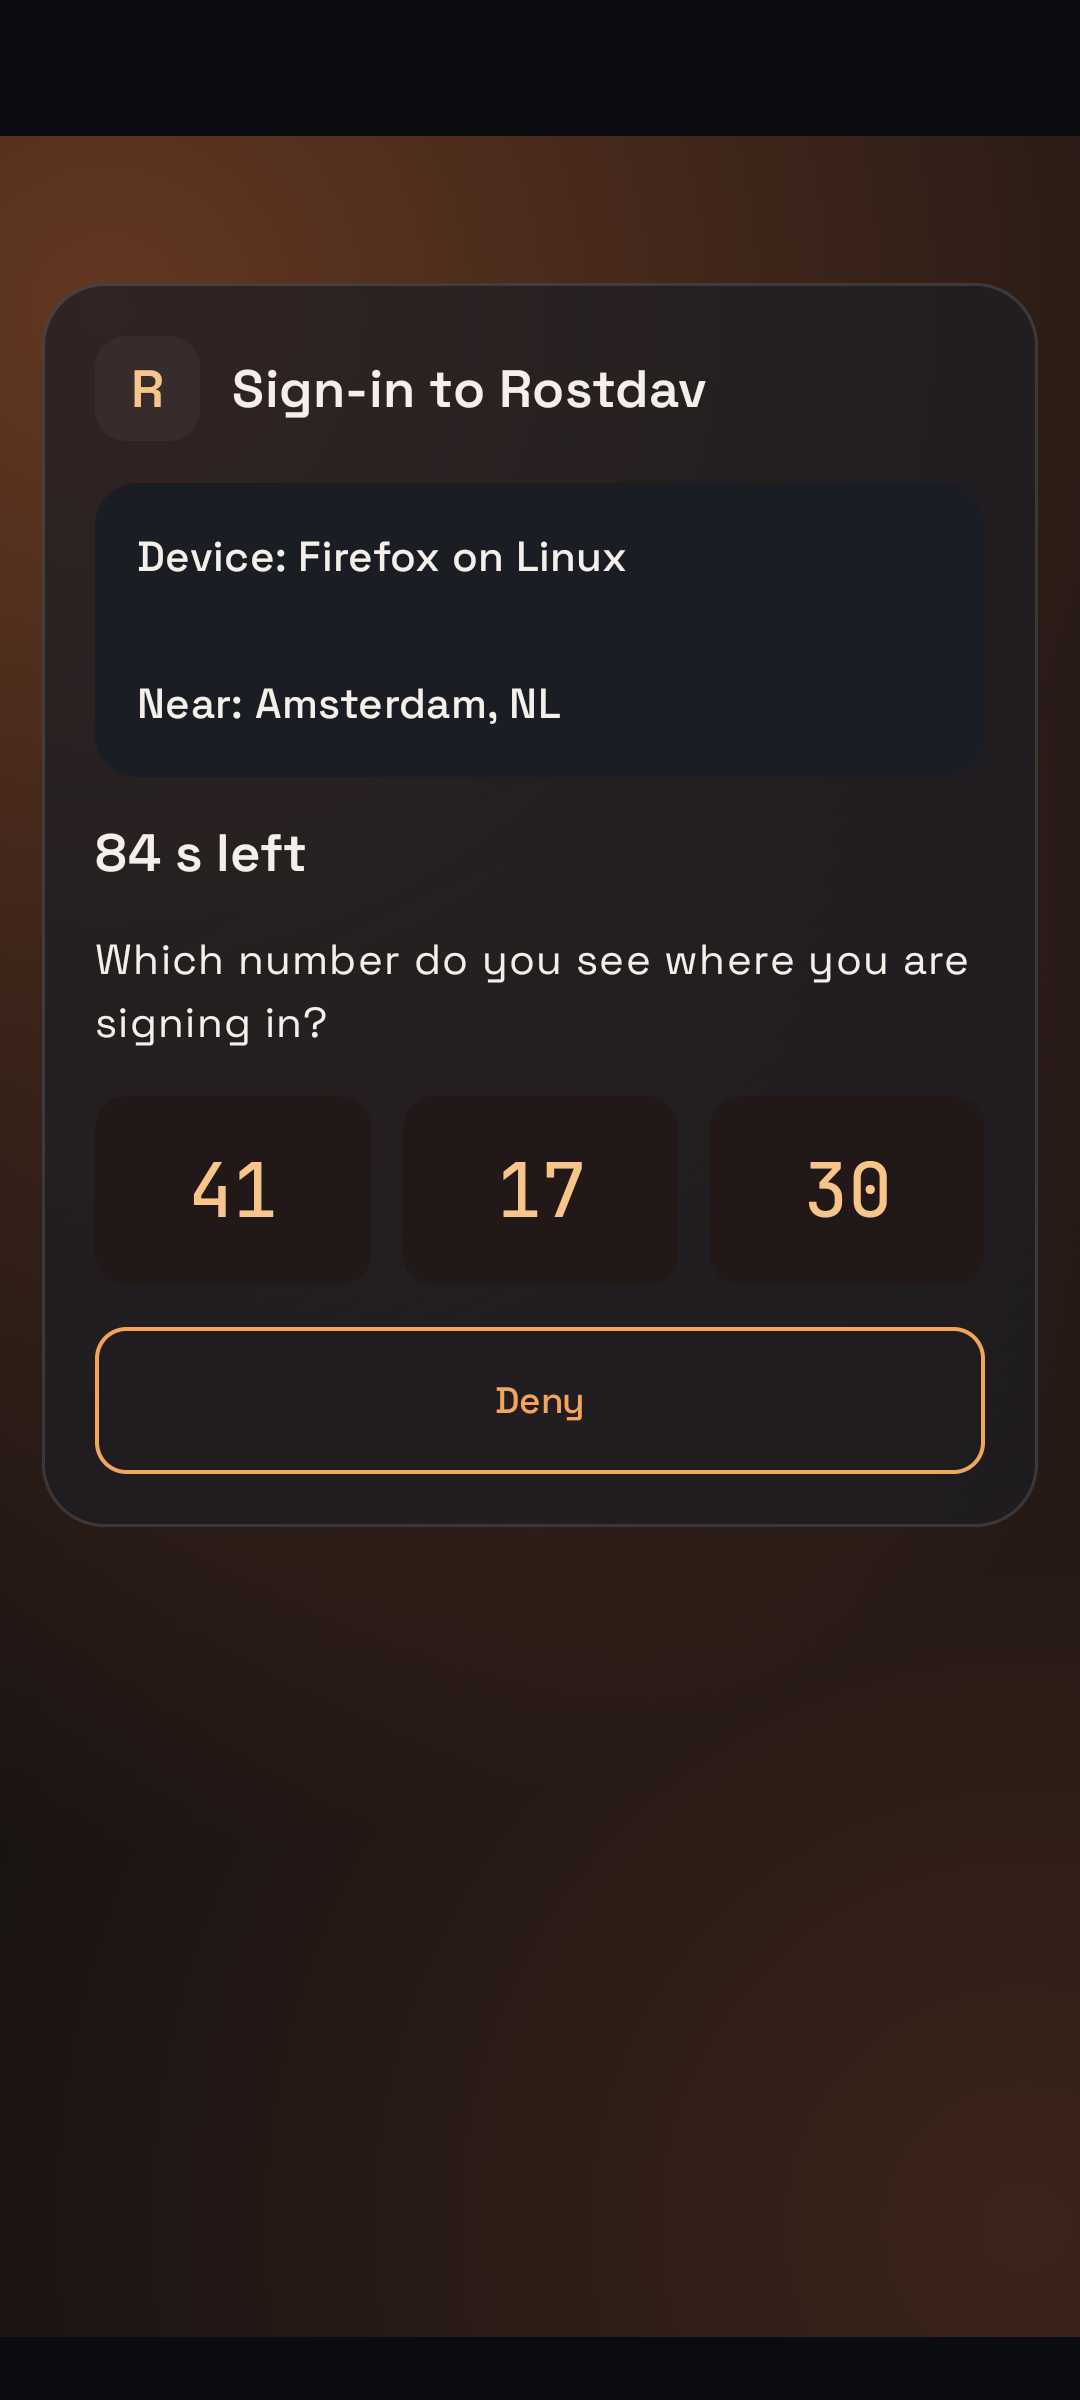 R
Sign-in to Rostdav
Device: Firefox on Linux
Near: Amsterdam, NL
84 s left
Which number do you see where you are
signing in?
41 17 30
Deny